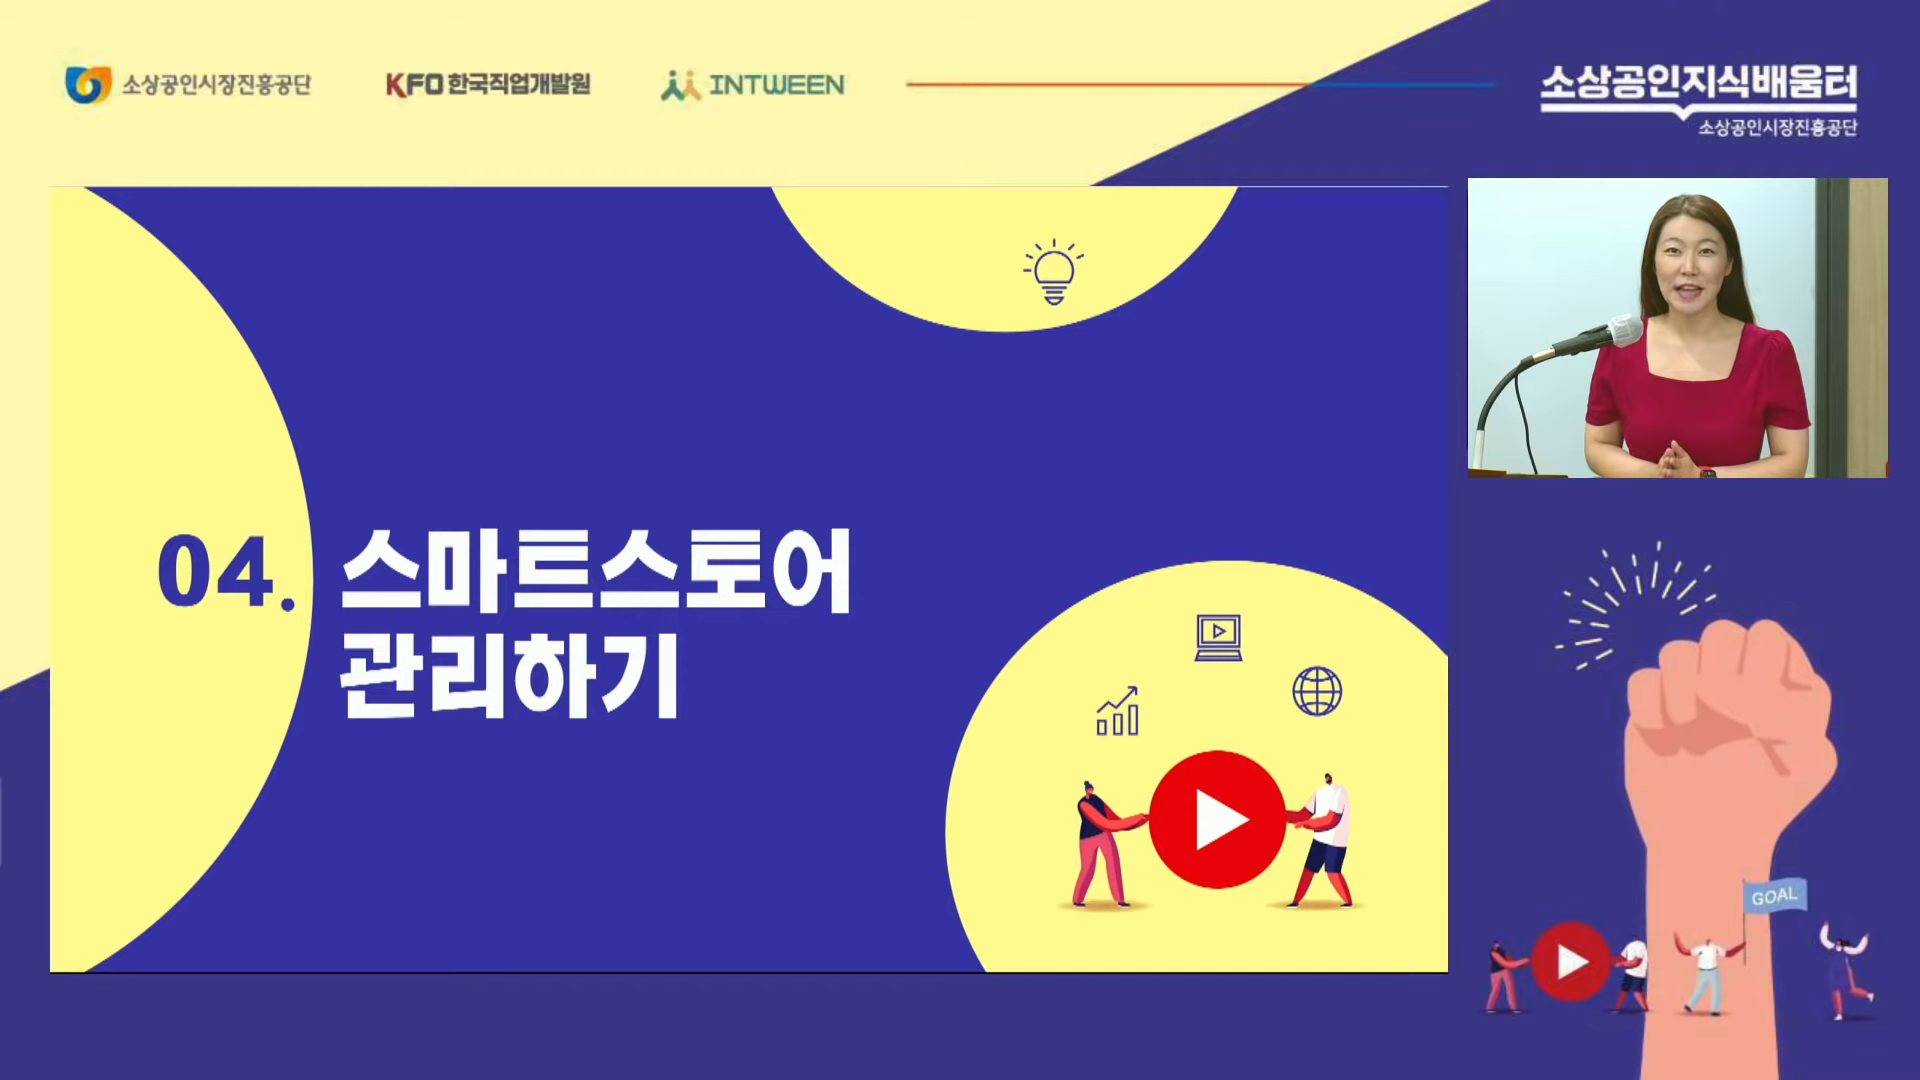 소상공인시장진흥공단
KFO 한국직업개발원
INTWEEN
소상공인지식배움터
소상공인시장진흥공단
04. 스마트스토어
관리하기
GOAL